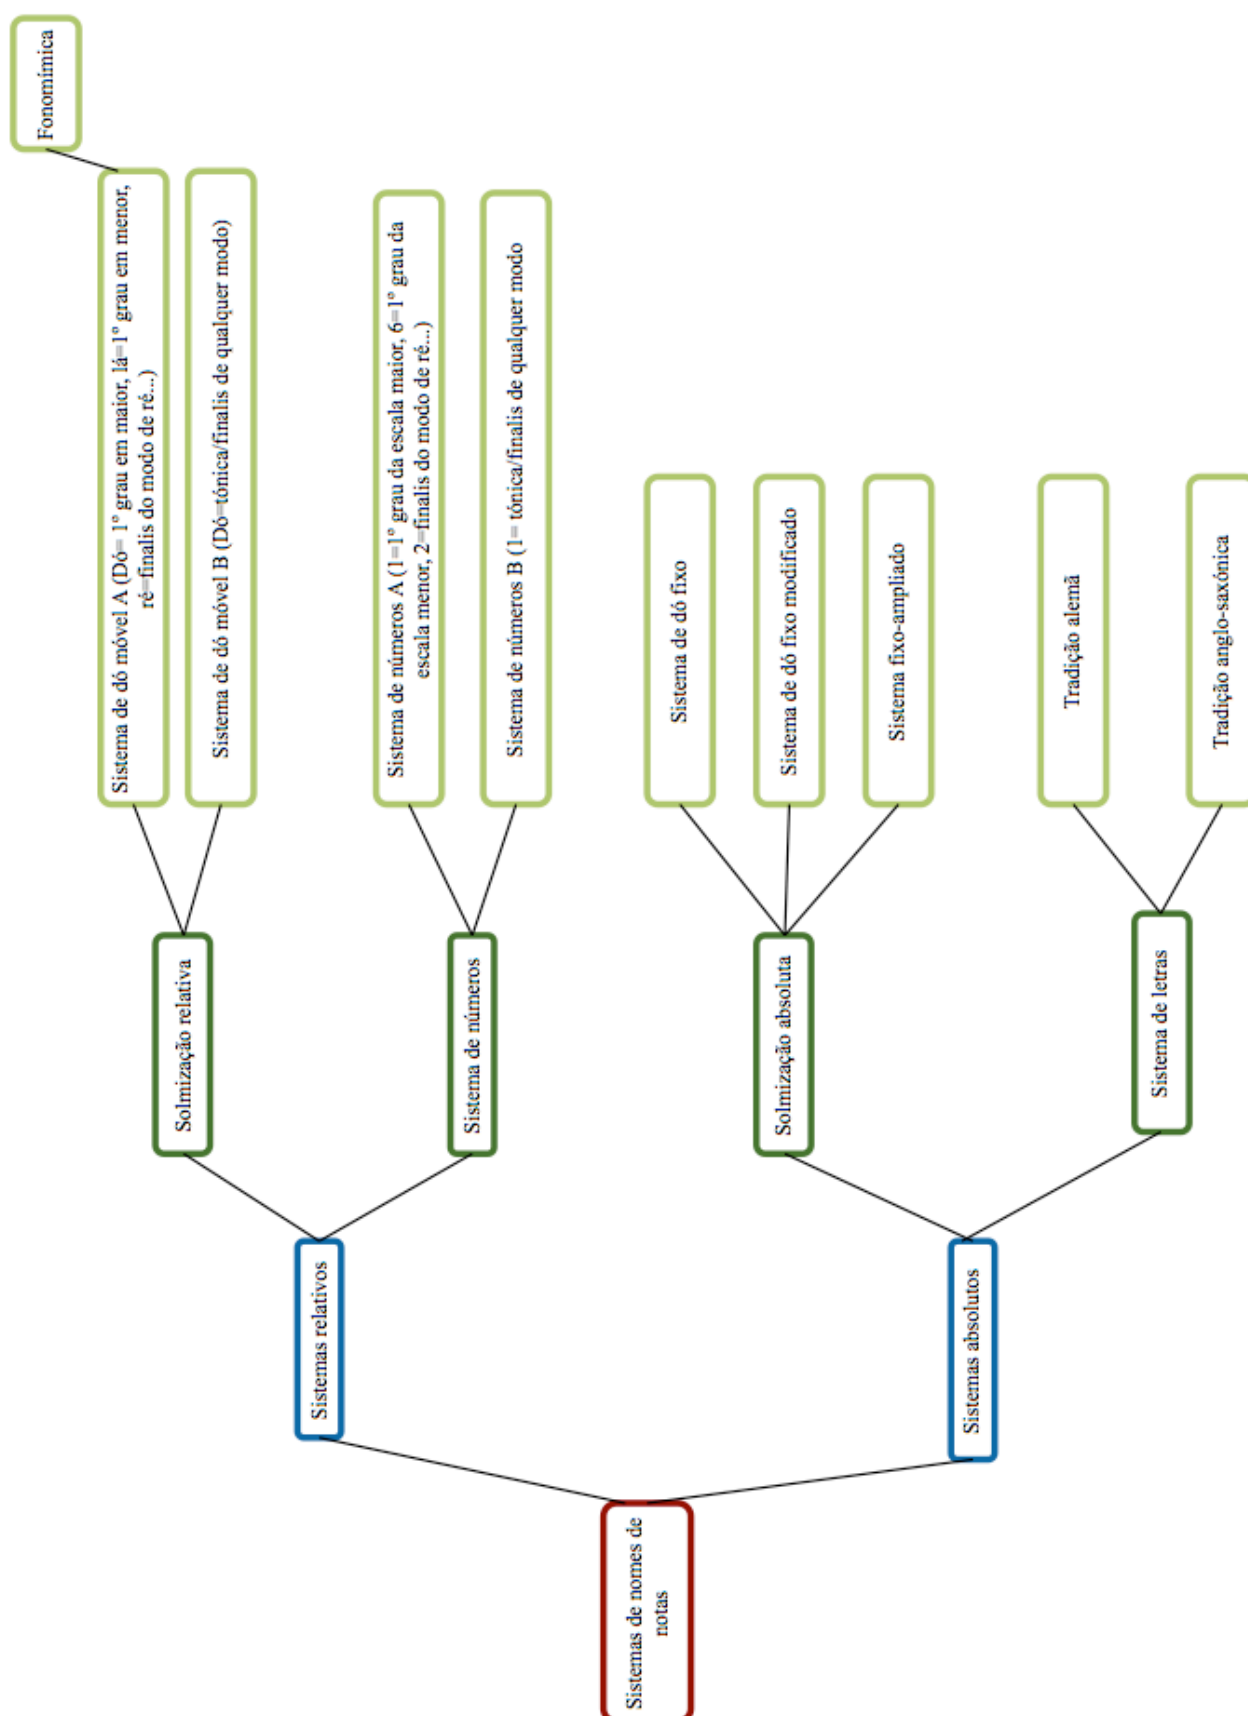 Sistemas de nomes de
notas
Sistemas relativos
Solmização relativa
Sistema de dó móvel A (Dó= 1º grau em maior, lá=1º grau em menor,
ré=finalis do modo de ré...)
Fonomímica
Sistema de dó móvel B (Dó=tónica/finalis de qualquer modo)
Sistema de números
Sistema de números A (1=1º grau da escala maior, 6=1º grau da
escala menor, 2=finalis do modo de ré...)
Sistema de números B (1= tónica/finalis de qualquer modo
Sistemas absolutos
Solmização absoluta
Sistema de dó fixo
Sistema de dó fixo modificado
Sistema fixo-ampliado
Sistema de letras
Tradição alemã
Tradição anglo-saxónica